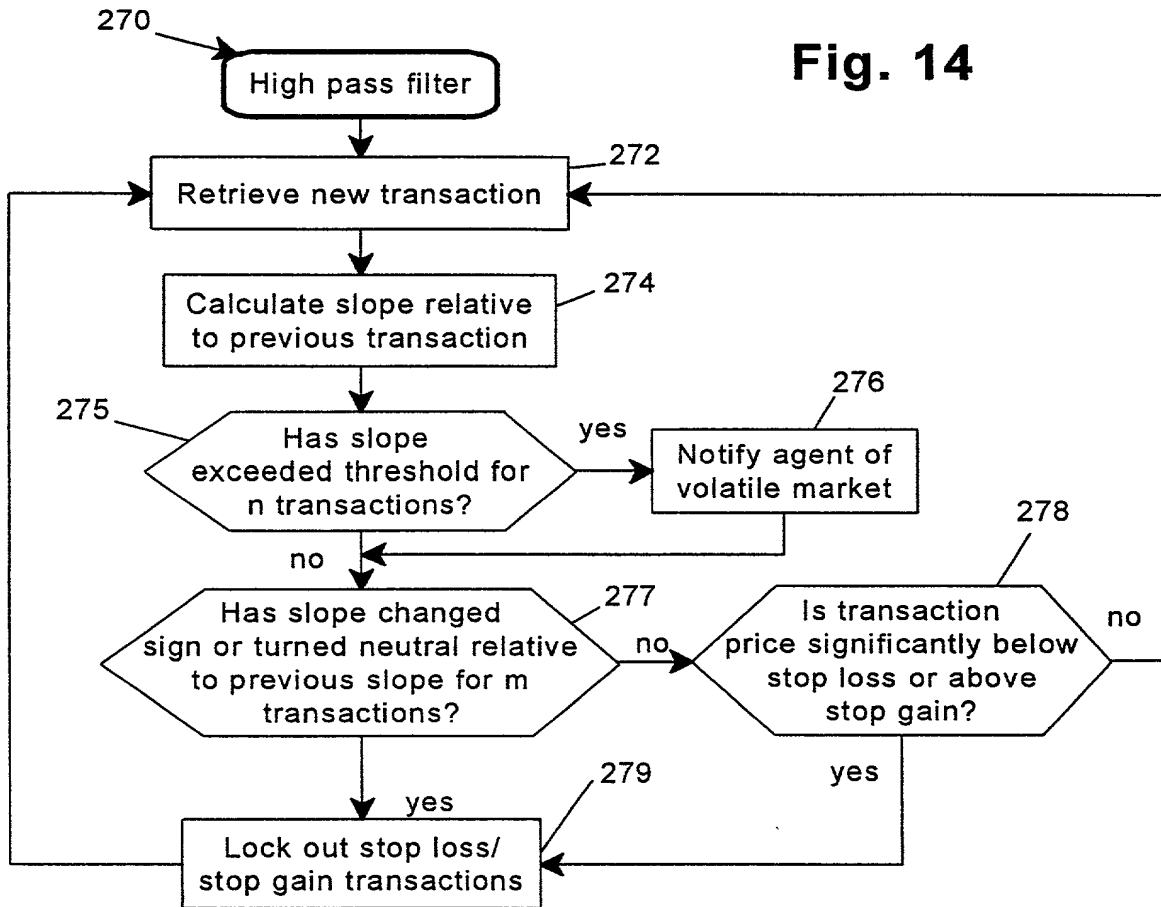 270
Fig. 14
High pass filter
272
Retrieve new transaction
274
Calculate slope relative
to previous transaction
275
276
Has slope
exceeded threshold for
n transactions?
yes
Notify agent of
volatile market
no
278
277
Has slope changed
sign or turned neutral relative
to previous slope for m
transactions?
no
Is transaction
price significantly below
stop loss or above
stop gain?
no
yes
yes
279
Lock out stop loss/
stop gain transactions